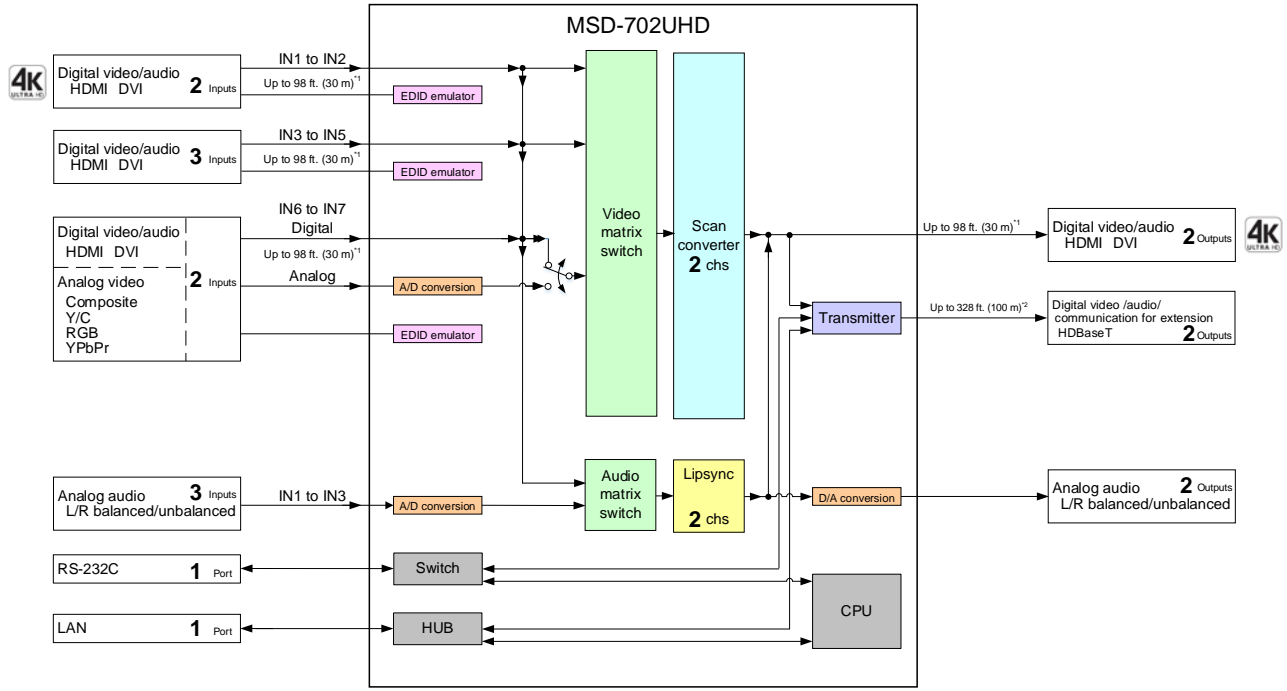 MSD-702UHD
4K
ULTRA HD
Digital video/audio
HDMI DVI
2 Inputs
IN1 to IN2
Up to 98 ft. (30 m)*1
EDID emulator
Digital video/audio
HDMI DVI
3 Inputs
IN3 to IN5
Up to 98 ft. (30 m)*1
EDID emulator
Digital video/audio
HDMI DVI
Analog video
Composite
Y/C
RGB
YPbPr
2 Inputs
IN6 to IN7
Digital
Up to 98 ft. (30 m)*1
Analog
A/D conversion
EDID emulator
Video
matrix
switch
Scan
converter
2 chs
Up to 98 ft. (30 m)*1
Digital video/audio
HDMI DVI
2 Outputs
4K
ULTRA HD
Transmitter
Up to 328 ft. (100 m)*2
Digital video /audio/
communication for extension
HDBaseT
2 Outputs
Analog audio
L/R balanced/unbalanced
3 Inputs
IN1 to IN3
A/D conversion
Audio
matrix
switch
Lipsync
2 chs
D/A conversion
Analog audio
L/R balanced/unbalanced
2 Outputs
RS-232C
1 Port
Switch
LAN
1 Port
HUB
CPU